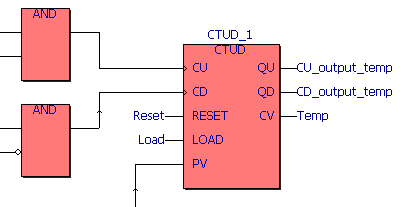 AND
CTUD_1
CTUD
CU QU CU_output_temp
AND
CD QD CD_output_temp
Reset RESET CV Temp
Load LOAD
PV